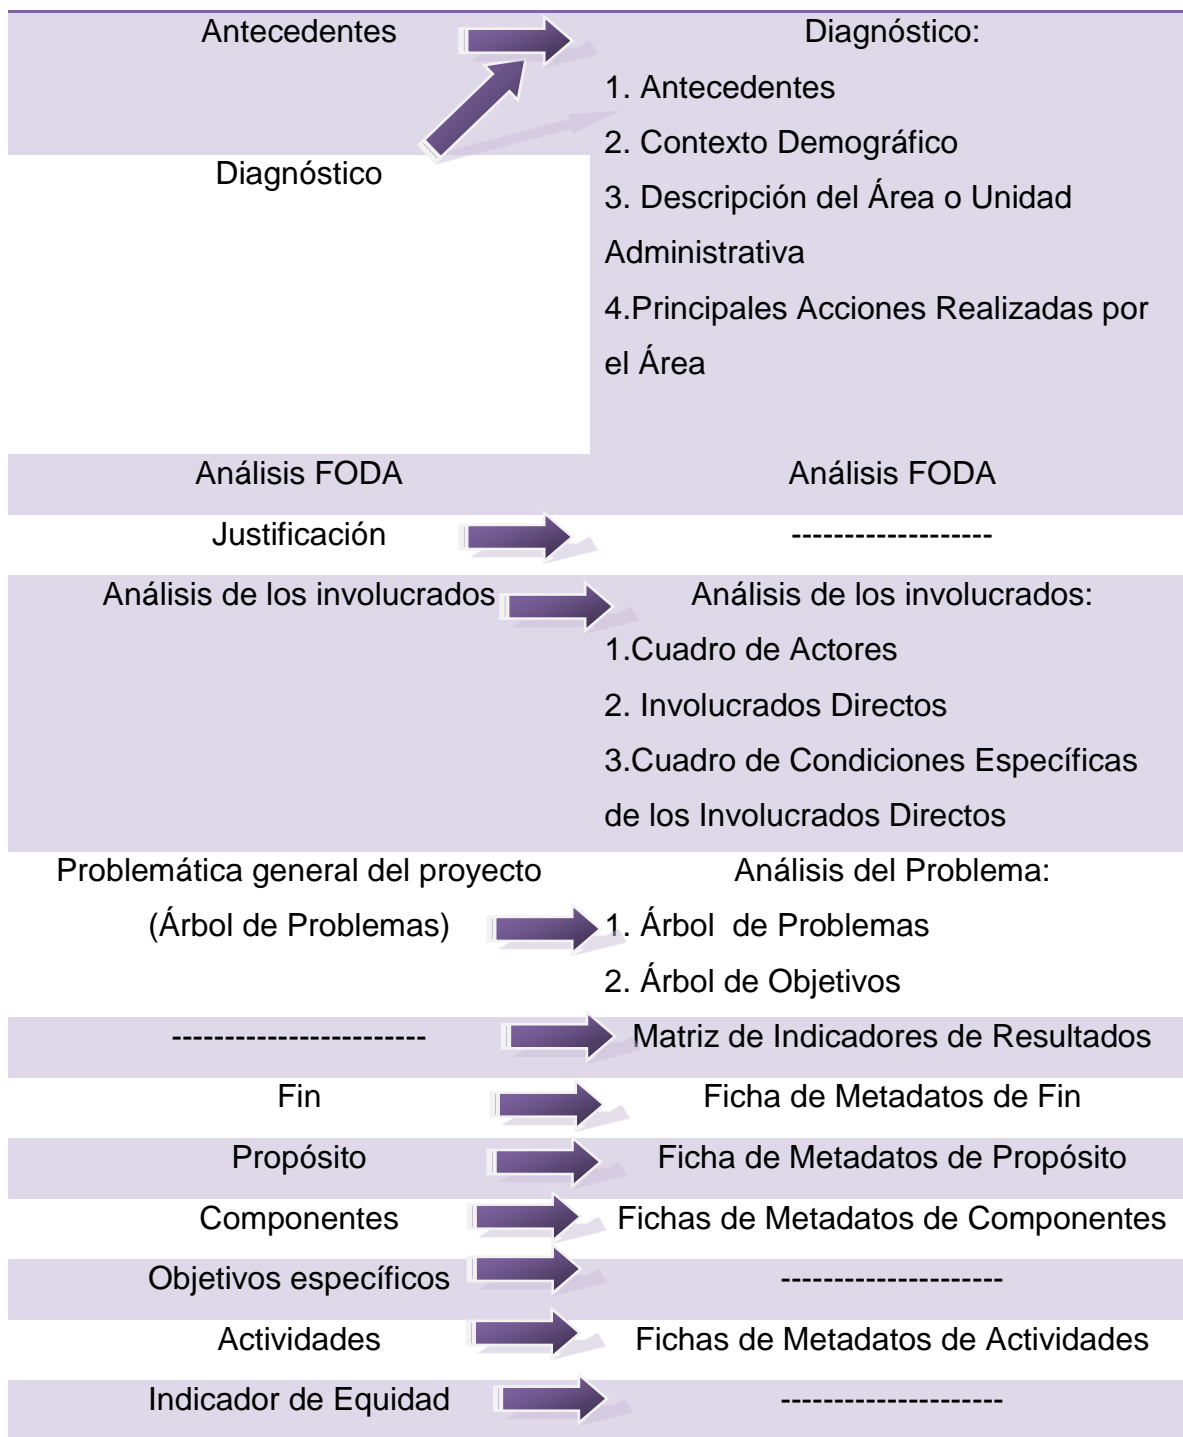 Antecedentes
Diagnóstico:
1. Antecedentes
2. Contexto Demográfico
Diagnóstico
3. Descripción del Área o Unidad
Administrativa
4.Principales Acciones Realizadas por
el Área
Análisis FODA
Análisis FODA
Justificación
-------------------
Análisis de los involucrados
Análisis de los involucrados:
1.Cuadro de Actores
2. Involucrados Directos
3.Cuadro de Condiciones Específicas
de los Involucrados Directos
Problemática general del proyecto
(Árbol de Problemas)
Análisis del Problema:
1. Árbol  de Problemas
2. Árbol de Objetivos
------------------------
Matriz de Indicadores de Resultados
Fin
Ficha de Metadatos de Fin
Propósito
Ficha de Metadatos de Propósito
Componentes
Fichas de Metadatos de Componentes
Objetivos específicos
---------------------
Actividades
Fichas de Metadatos de Actividades
Indicador de Equidad
---------------------